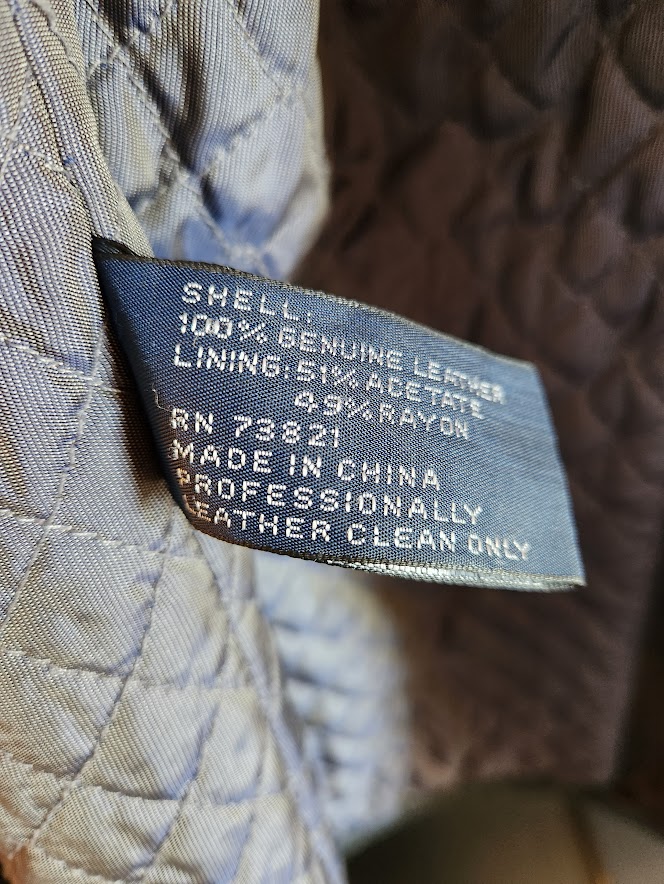 SHELL:
100% GENUINE LEATHER
LINING: 51% ACETATE
49% RAYON
RN 73821
MADE IN CHINA
PROFESSIONALLY
LEATHER CLEAN ONLY